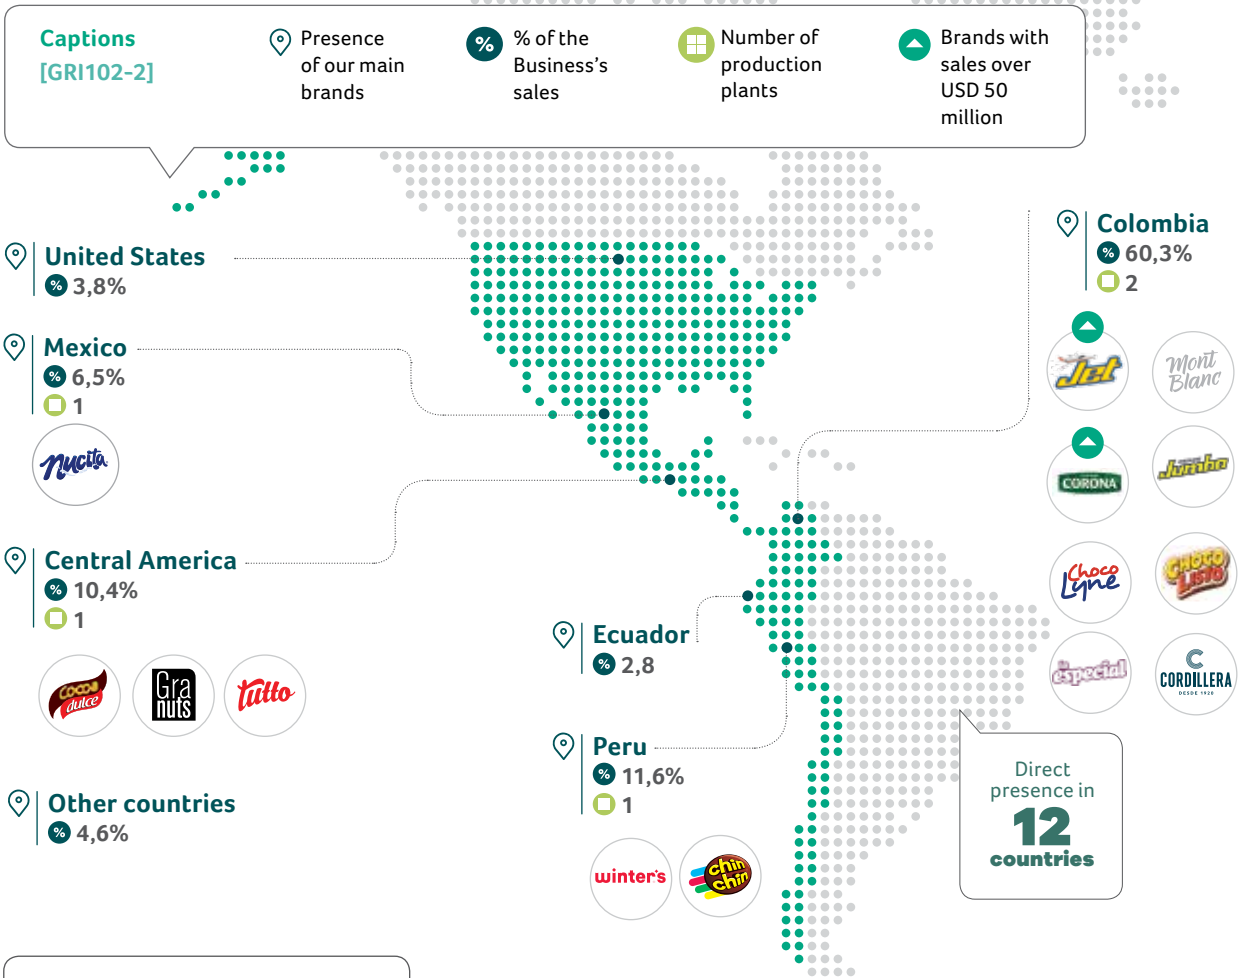 Captions
[GRI102-2]
Presence
of our main
brands
%
% of the
Business's
sales
Number of
production
plants
Brands with
sales over
USD 50
million
United States
% 3,8%
Mexico
% 6,5%
1
Nucita
Central America
% 10,4%
1
Cocoa
dulce
Gra
nuts
Tutto
Other countries
% 4,6%
Ecuador
% 2,8
Peru
% 11,6%
1
winter's
chin
chin
Colombia
% 60,3%
2
Jet
Mont
Blanc
CORONA
Jumbo
Choco
Lyne
CHOCO
LISTO
La
especial
CORDILLERA
DESDE 1920
Direct
presence in
12
countries